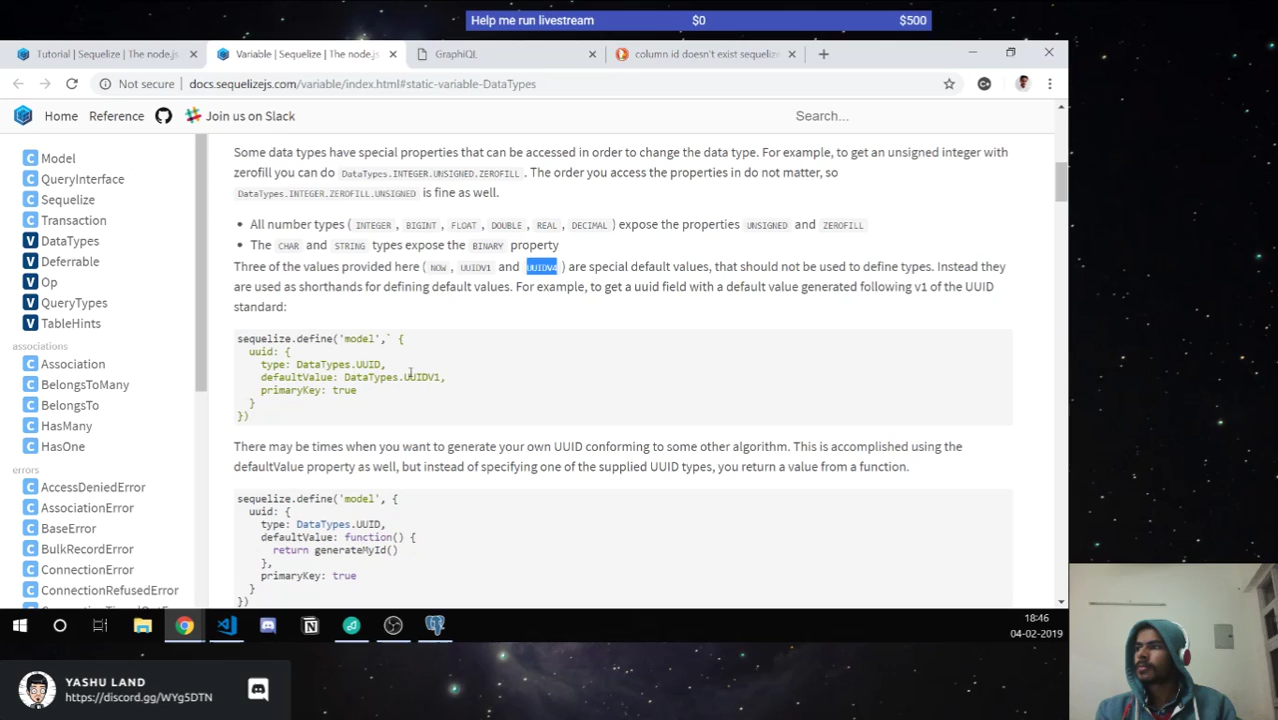 Help me run livestream $0 $500
Tutorial | Sequelize | The node.js
Variable | Sequelize | The node.js
GraphiQL
column id doesn't exist sequelize
Not secure
docs.sequelizejs.com/variable/index.html#static-variable-DataTypes
Home Reference Join us on Slack Search...
C Model
C QueryInterface
C Sequelize
C Transaction
V DataTypes
V Deferrable
V Op
V QueryTypes
V TableHints
associations
C Association
C BelongsToMany
C BelongsTo
C HasMany
C HasOne
errors
C AccessDeniedError
C AssociationError
C BaseError
C BulkRecordError
C ConnectionError
C ConnectionRefusedError
Some data types have special properties that can be accessed in order to change the data type. For example, to get an unsigned integer with
zerofill you can do DataTypes.INTEGER.UNSIGNED.ZEROFILL . The order you access the properties in do not matter, so
DataTypes.INTEGER.ZEROFILL.UNSIGNED is fine as well.
• All number types ( INTEGER , BIGINT , FLOAT , DOUBLE , REAL , DECIMAL ) expose the properties UNSIGNED and ZEROFILL
• The CHAR and STRING types expose the BINARY property
Three of the values provided here ( NOW , UUIDV1 and UUIDV4 ) are special default values, that should not be used to define types. Instead they
are used as shorthands for defining default values. For example, to get a uuid field with a default value generated following v1 of the UUID
standard:
sequelize.define('model',` {
uuid: {
type: DataTypes.UUID,
defaultValue: DataTypes.UUIDV1,
primaryKey: true
}
})
There may be times when you want to generate your own UUID conforming to some other algorithm. This is accomplished using the
defaultValue property as well, but instead of specifying one of the supplied UUID types, you return a value from a function.
sequelize.define('model', {
uuid: {
type: DataTypes.UUID,
defaultValue: function() {
return generateMyId()
},
primaryKey: true
}
})
18:46
04-02-2019
YASHU LAND
https://discord.gg/WYg5DTN